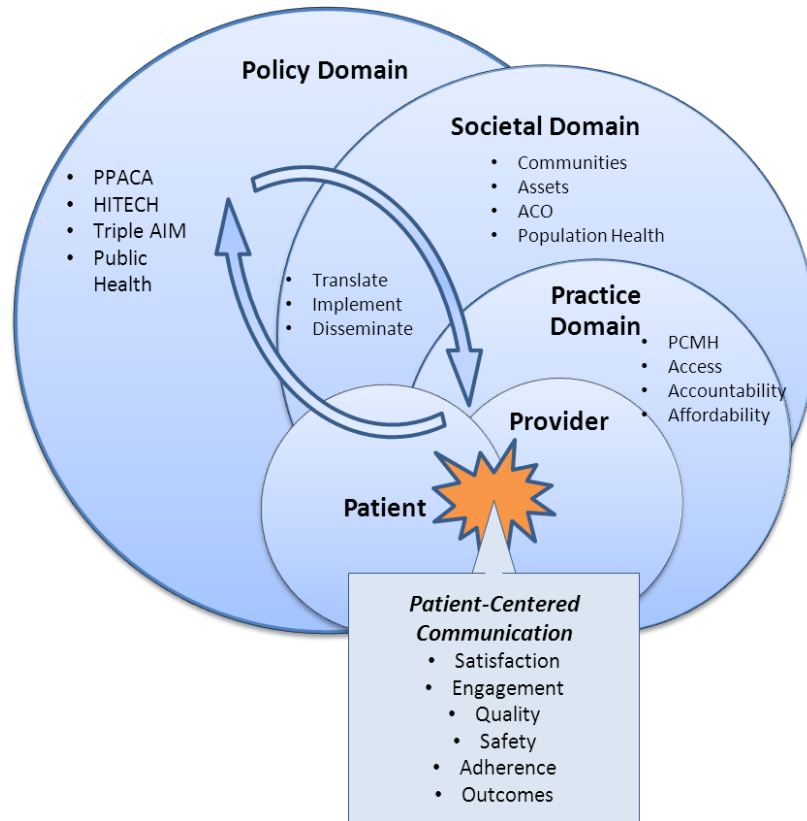 Policy Domain
• PPACA
• HITECH
• Triple AIM
• Public
Health
Societal Domain
• Communities
• Assets
• ACO
• Population Health
• Translate
• Implement
• Disseminate
Practice
Domain
• PCMH
• Access
• Accountability
• Affordability
Provider
Patient
Patient-Centered
Communication
• Satisfaction
• Engagement
• Quality
• Safety
• Adherence
• Outcomes